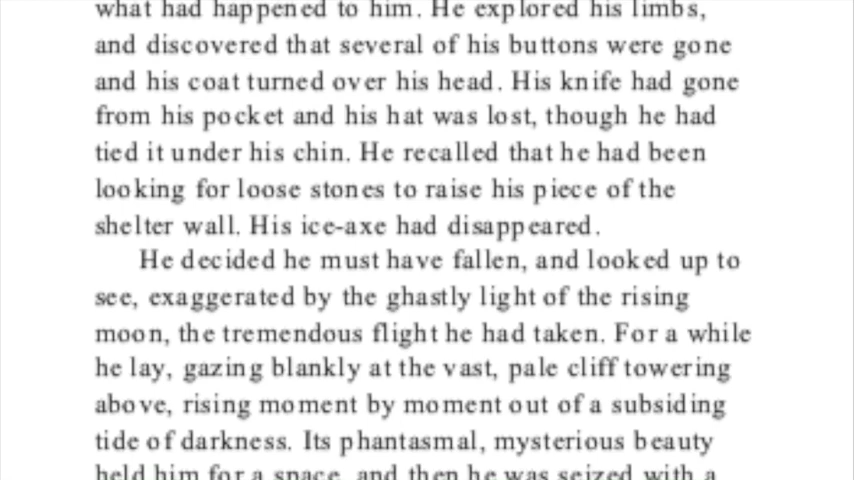 what had happened to him. He explored his limbs,
and discovered that several of his buttons were gone
and his coat turned over his head. His knife had gone
from his pocket and his hat was lost, though he had
tied it under his chin. He recalled that he had been
looking for loose stones to raise his piece of the
shelter wall. His ice-axe had disappeared.
He decided he must have fallen, and looked up to
see, exaggerated by the ghastly light of the rising
moon, the tremendous flight he had taken. For a while
he lay, gazing blankly at the vast, pale cliff towering
above, rising moment by moment out of a subsiding
tide of darkness. Its phantasmal, mysterious beauty
held him for a space, and then he was seized with a